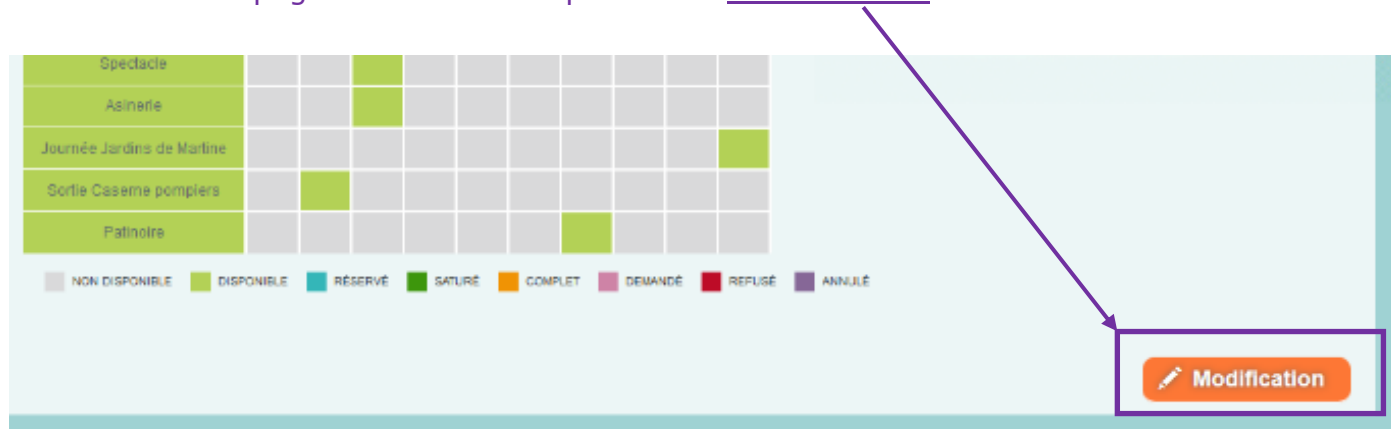 Spectacle
Asinerie
Journée Jardins de Martine
Sortie Caserne pompiers
Patinoire
NON DISPONIBLE DISPONIBLE RÉSERVÉ SATURÉ COMPLET DEMANDÉ REFUSÉ ANNULÉ
Modification